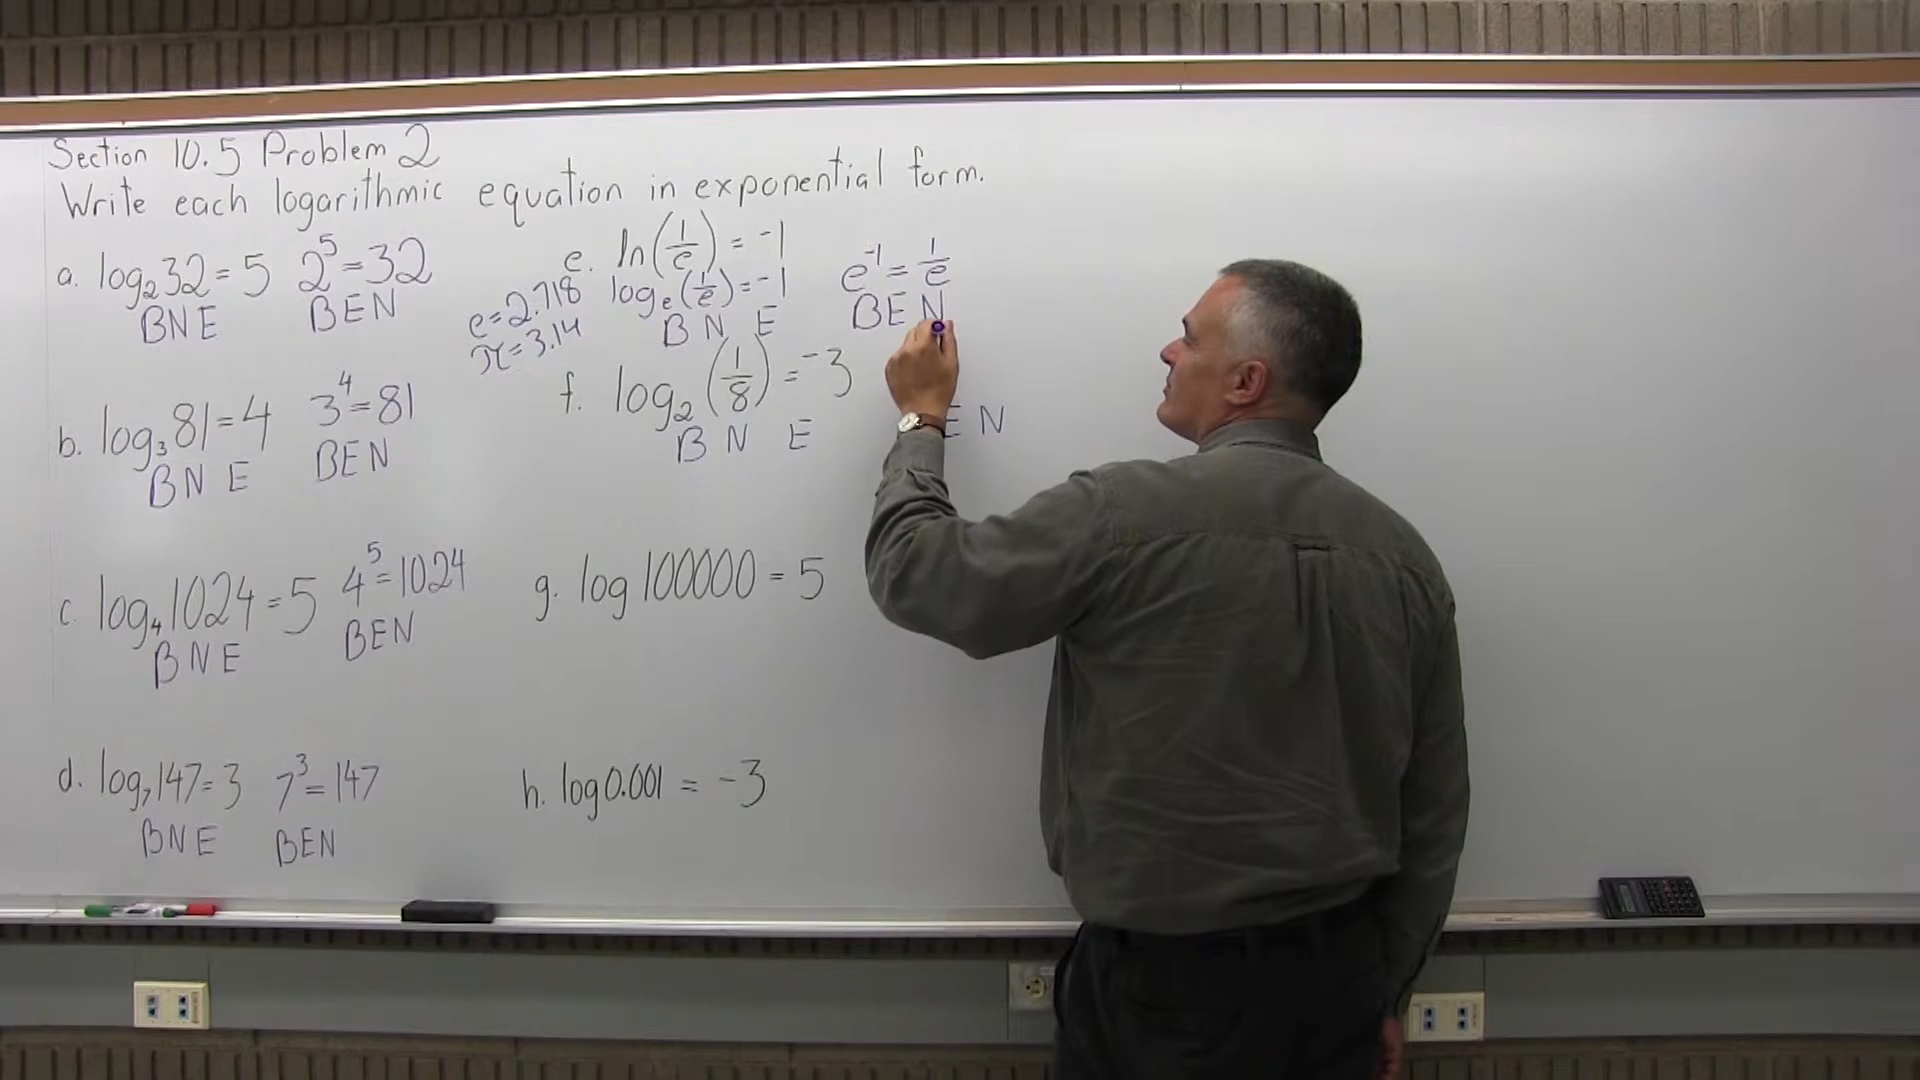 Section 10.5 Problem 2
Write each logarithmic equation in exponential form.
a. log₂32 = 5 2⁵ = 32
BNE BEN
b. log₃81 = 4 3⁴ = 81
BNE BEN
c. log₄1024 = 5 4⁵ = 1024
BNE BEN
d. log₇147 = 3 7³ = 147
BNE BEN
e. ln(1/e) = -1
e = 2.718 logₑ(1/e) = -1 e⁻¹ = 1/e
π = 3.14 B N E BEN
f. log₂(1/8) = -3
B N E E N
g. log 100000 = 5
h. log 0.001 = -3